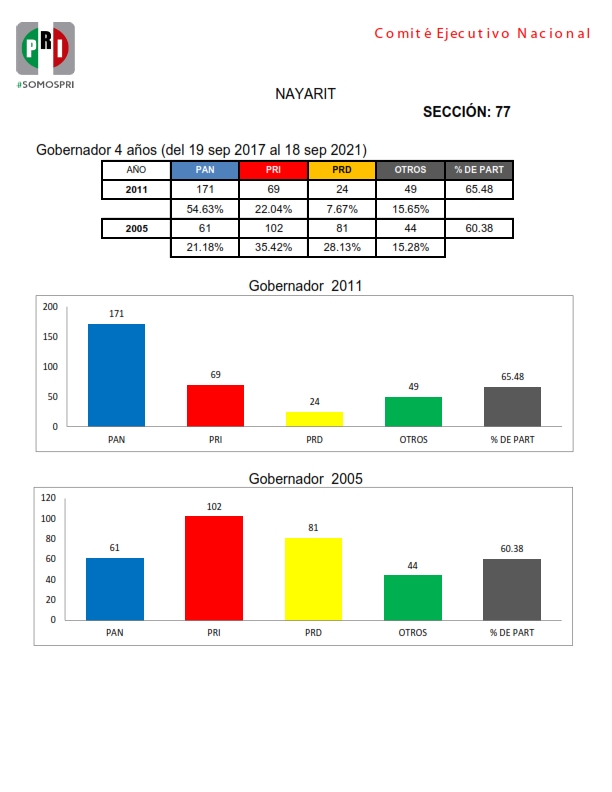 PRI
#SOMOSPRI
Comité Ejecutivo Nacional
NAYARIT
SECCIÓN: 77
Gobernador 4 años (del 19 sep 2017 al 18 sep 2021)
AÑO PAN PRI PRD OTROS % DE PART
2011 171 69 24 49 65.48
54.63% 22.04% 7.67% 15.65%
2005 61 102 81 44 60.38
21.18% 35.42% 28.13% 15.28%
Gobernador 2011
200
150
100
50
0
171
69
24
49
65.48
PAN PRI PRD OTROS % DE PART
Gobernador 2005
120
100
80
60
40
20
0
61
102
81
44
60.38
PAN PRI PRD OTROS % DE PART